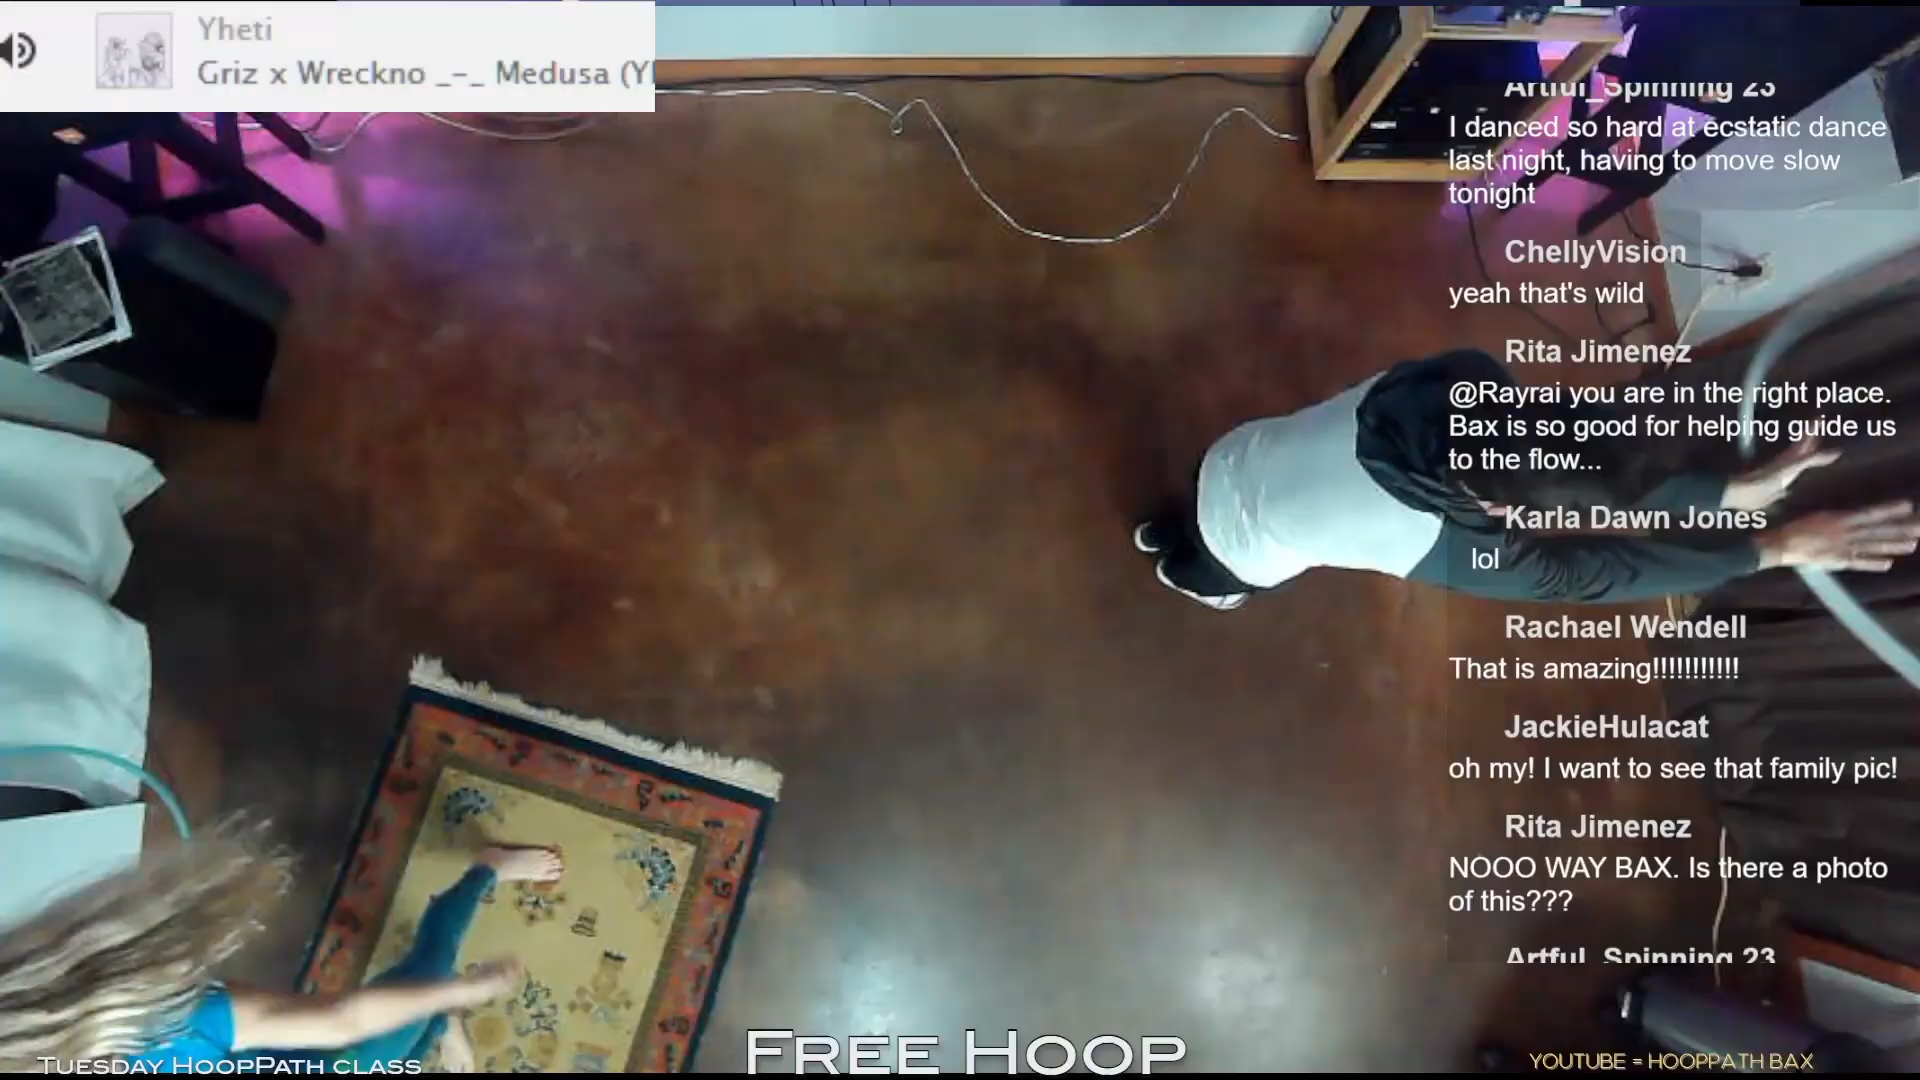 Yheti
Griz x Wreckno _-_ Medusa (Y
Artful_Spinning 23
I danced so hard at ecstatic dance
last night, having to move slow
tonight
ChellyVision
yeah that's wild
Rita Jimenez
@Rayrai you are in the right place.
Bax is so good for helping guide us
to the flow...
Karla Dawn Jones
lol
Rachael Wendell
That is amazing!!!!!!!!!!!
JackieHulacat
oh my! I want to see that family pic!
Rita Jimenez
NOOO WAY BAX. Is there a photo
of this???
Artful_Spinning 23
FREE HOOP
TUESDAY HOOPPATH CLASS
YOUTUBE = HOOPPATH BAX